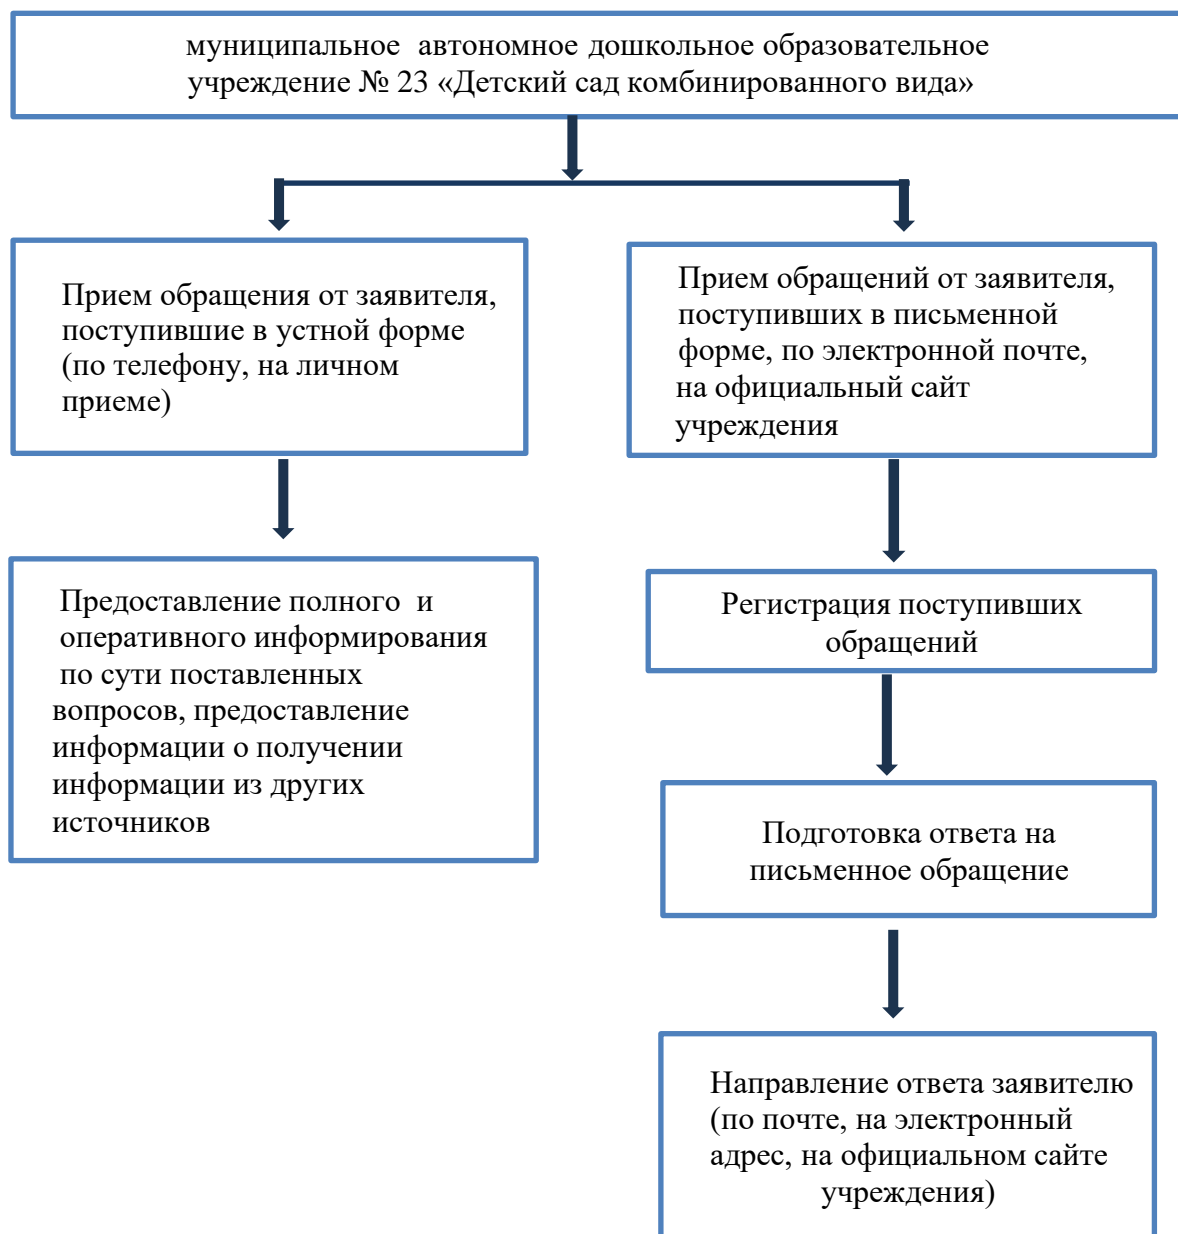 муниципальное автономное дошкольное образовательное
учреждение № 23 «Детский сад комбинированного вида»
Прием обращения от заявителя,
поступившие в устной форме
(по телефону, на личном
приеме)
Прием обращений от заявителя,
поступивших в письменной
форме, по электронной почте,
на официальный сайт
учреждения
Предоставление полного и
оперативного информирования
по сути поставленных
вопросов, предоставление
информации о получении
информации из других
источников
Регистрация поступивших
обращений
Подготовка ответа на
письменное обращение
Направление ответа заявителю
(по почте, на электронный
адрес, на официальном сайте
учреждения)